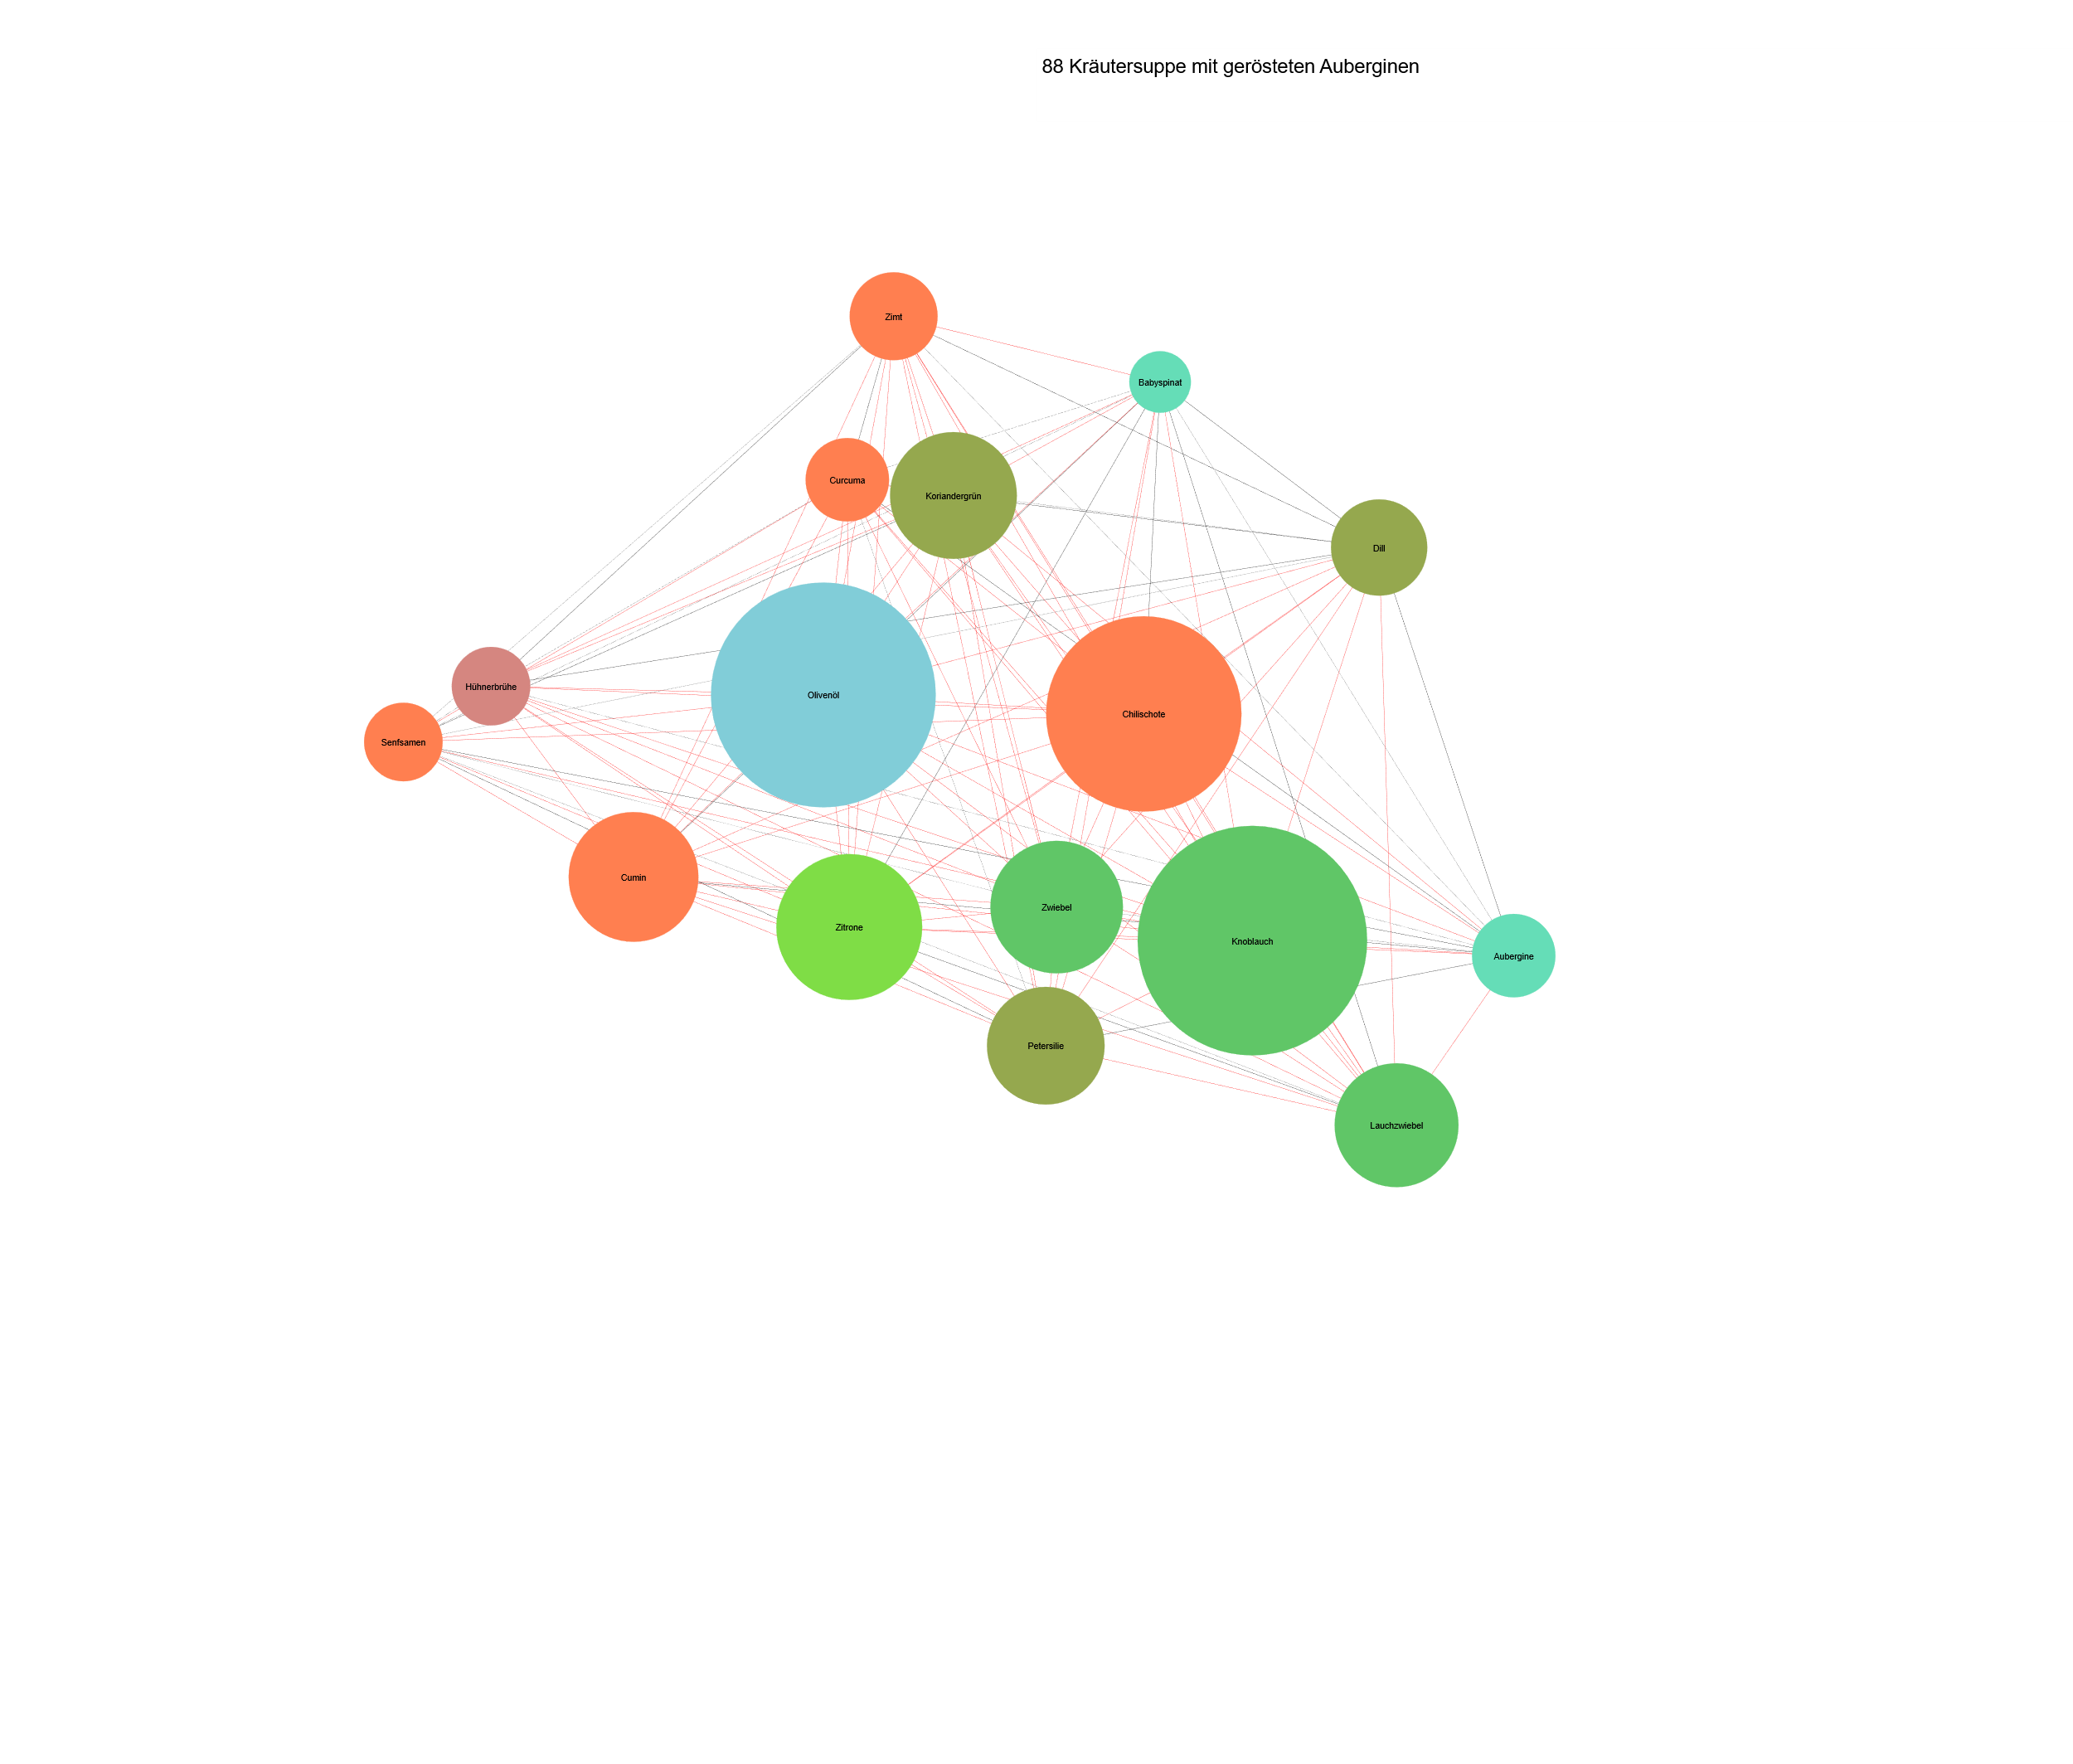 88 Kräutersuppe mit gerösteten Auberginen
Zimt
Babyspinat
Curcuma
Koriandergrün
Dill
Hühnerbrühe
Olivenöl
Chilischote
Senfsamen
Cumin
Zwiebel
Zitrone
Knoblauch
Aubergine
Petersilie
Lauchzwiebel